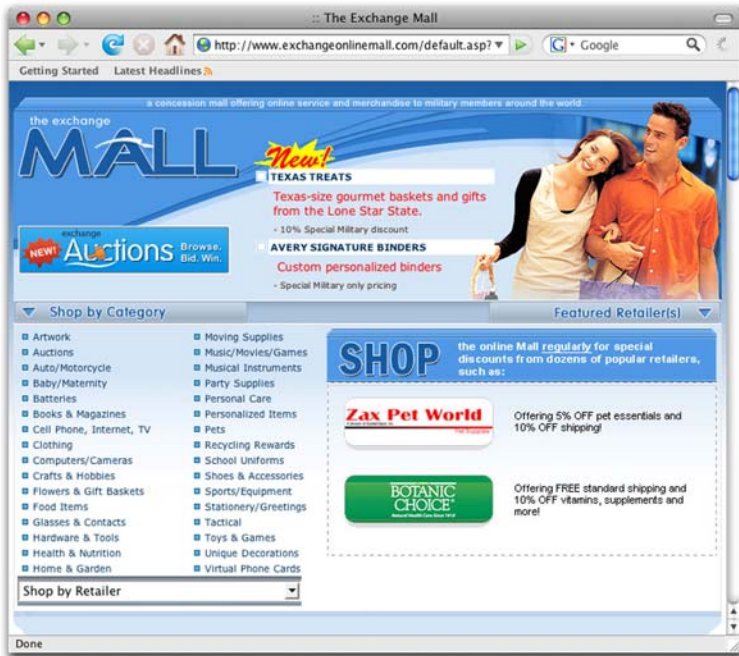 :: The Exchange Mall
http://www.exchangeonlinemall.com/default.asp?
G
Google
Getting Started Latest Headlines
a concession mall offering online service and merchandise to military members around the world.
the exchange
MALL
New!
TEXAS TREATS
Texas-size gourmet baskets and gifts
from the Lone Star State.
- 10% Special Military discount
AVERY SIGNATURE BINDERS
Custom personalized binders
- Special Military only pricing
NEW!
exchange
Auctions
Browse.
Bid. Win.
Shop by Category
Featured Retailer(s)
Artwork
Auctions
Auto/Motorcycle
Baby/Maternity
Batteries
Books & Magazines
Cell Phone, Internet, TV
Clothing
Computers/Cameras
Crafts & Hobbies
Flowers & Gift Baskets
Food Items
Glasses & Contacts
Hardware & Tools
Health & Nutrition
Home & Garden
Moving Supplies
Music/Movies/Games
Musical Instruments
Party Supplies
Personal Care
Personalized Items
Pets
Recycling Rewards
School Uniforms
Shoes & Accessories
Sports/Equipment
Stationery/Greetings
Tactical
Toys & Games
Unique Decorations
Virtual Phone Cards
Shop by Retailer
SHOP
the online Mall regularly for special
discounts from dozens of popular retailers,
such as:
Zax Pet World
Pet Supplies
Offering 5% OFF pet essentials and
10% OFF shipping!
BOTANIC
CHOICE
Natural Health Care Since 1910
Offering FREE standard shipping and
10% OFF vitamins, supplements and
more!
Done